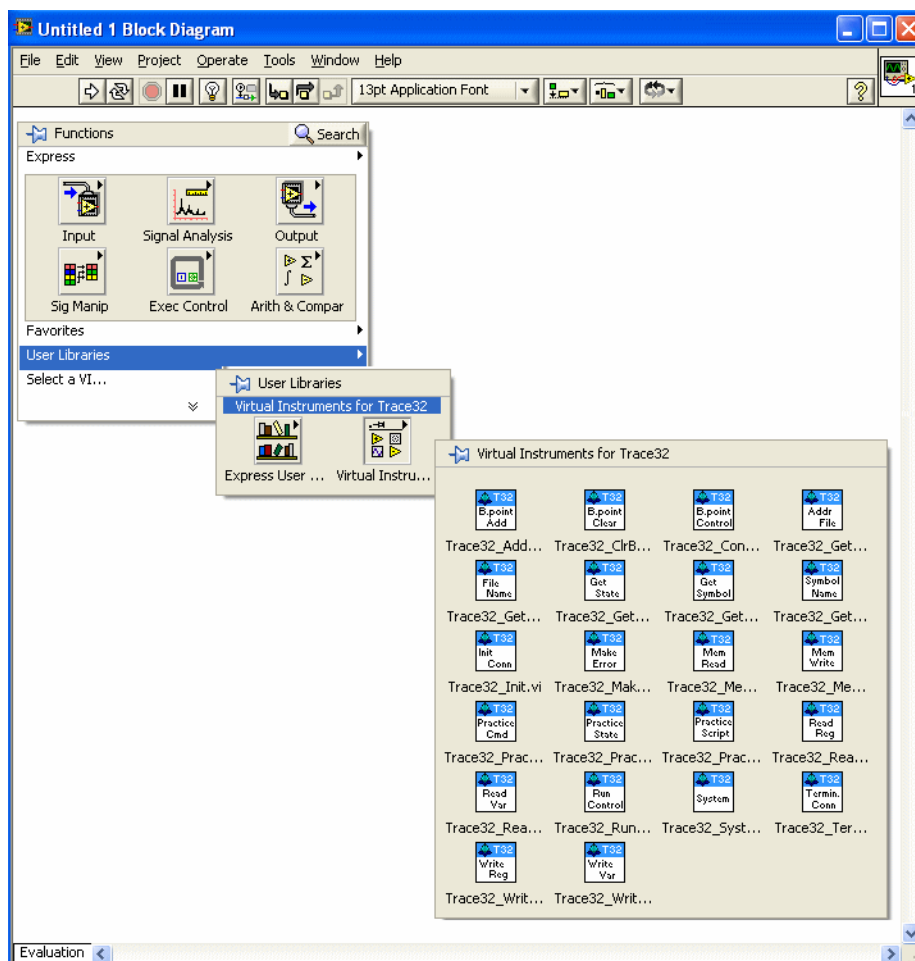 Untitled 1 Block Diagram
File Edit View Project Operate Tools Window Help
13pt Application Font
?
1
Functions
Search
Express
Input Signal Analysis Output
Sig Manip Exec Control Arith & Compar
Favorites
User Libraries
Select a VI...
User Libraries
Virtual Instruments for Trace32
Express User ... Virtual Instru...
Virtual Instruments for Trace32
T32 T32 T32 T32
B.point B.point B.point Addr
Add Clear Control File
Trace32_Add... Trace32_ClrB... Trace32_Con... Trace32_Get...
T32 T32 T32 T32
File Get Get Symbol
Name State Symbol Name
Trace32_Get... Trace32_Get... Trace32_Get... Trace32_Get...
T32 T32 T32 T32
Init Make Mem Mem
Conn Error Read Write
Trace32_Init.vi Trace32_Mak... Trace32_Me... Trace32_Me...
T32 T32 T32 T32
Practice Practice Practice Read
Cmd State Script Reg
Trace32_Prac... Trace32_Prac... Trace32_Prac... Trace32_Rea...
T32 T32 T32 T32
Read Run System Termin.
Var Control Conn
Trace32_Rea... Trace32_Run... Trace32_Syst... Trace32_Ter...
T32 T32
Write Write
Reg Var
Trace32_Writ... Trace32_Writ...
Evaluation